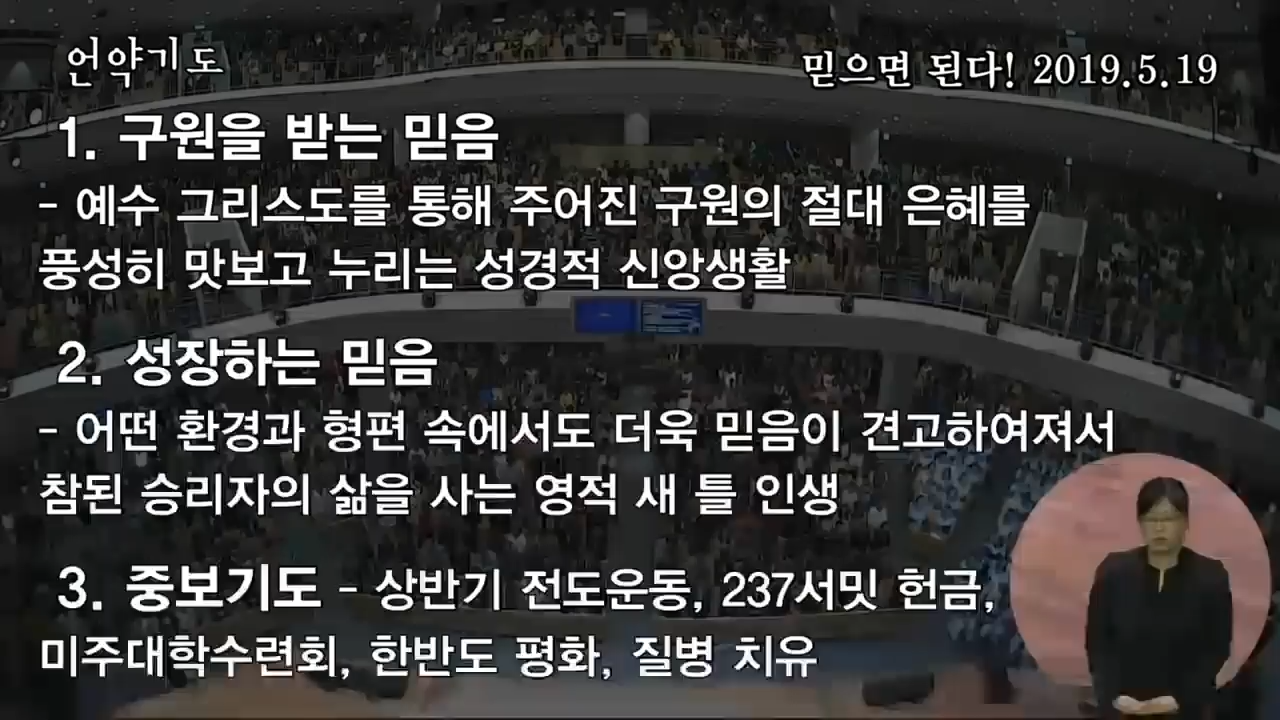 언약기도
믿으면 된다! 2019.5.19
1. 구원을 받는 믿음
- 예수 그리스도를 통해 주어진 구원의 절대 은혜를
풍성히 맛보고 누리는 성경적 신앙생활
2. 성장하는 믿음
- 어떤 환경과 형편 속에서도 더욱 믿음이 견고하여져서
참된 승리자의 삶을 사는 영적 새 틀 인생
3. 중보기도 - 상반기 전도운동, 237서밋 헌금,
미주대학수련회, 한반도 평화, 질병 치유